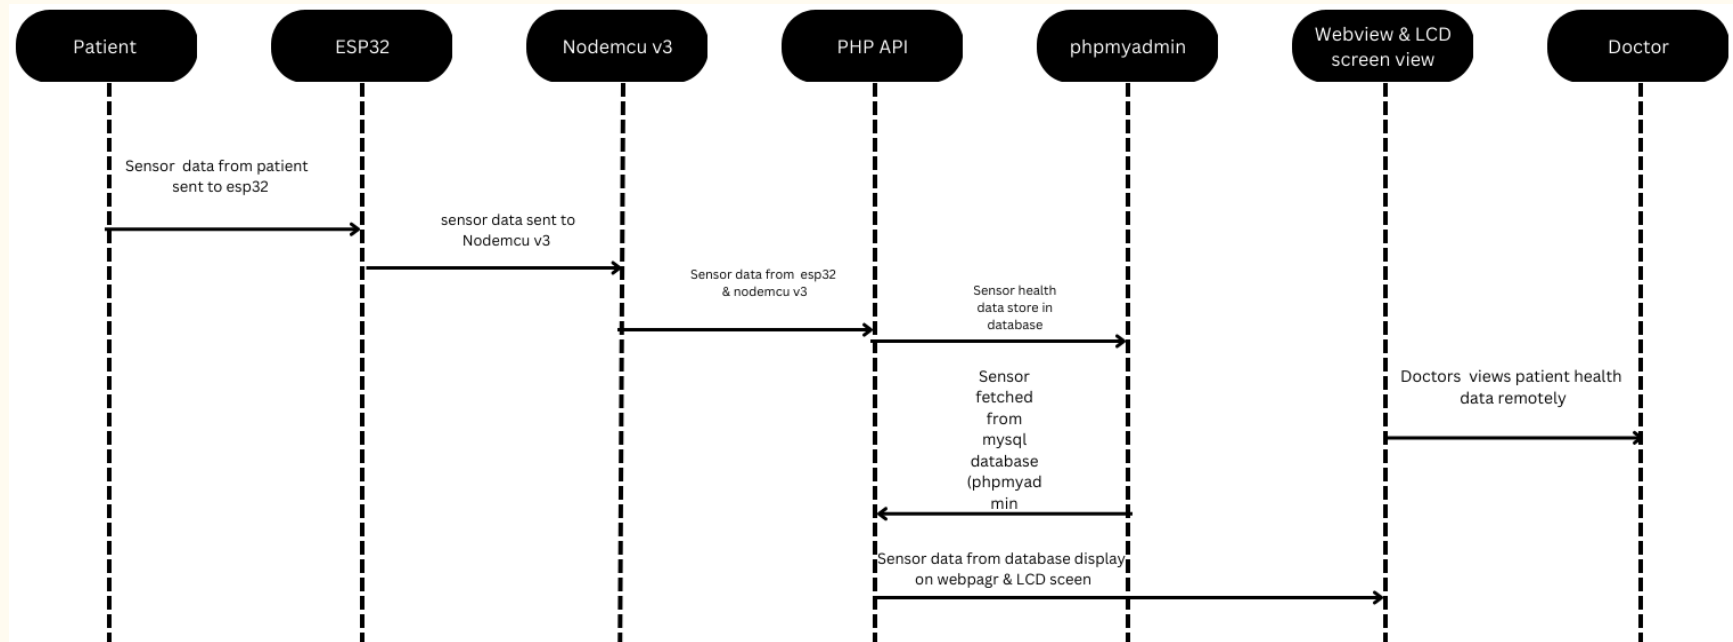 Patient
ESP32
Nodemcu v3
PHP API
phpmyadmin
Webview & LCD
screen view
Doctor
Sensor data from patient
sent to esp32
sensor data sent to
Nodemcu v3
Sensor data from esp32
& nodemcu v3
Sensor health
data store in
database
Sensor
fetched
from
mysql
database
(phpmyad
min
Doctors views patient health
data remotely
Sensor data from database display
on webpagr & LCD sceen